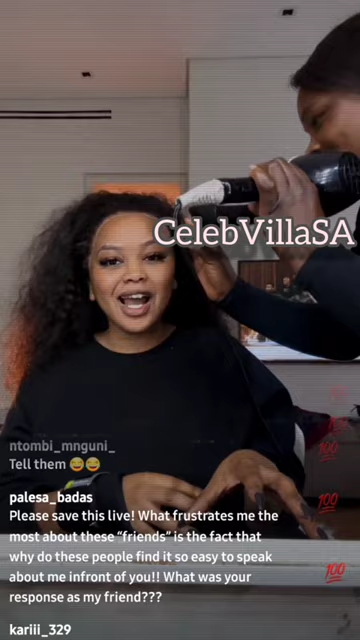 CelebVillaSA
ntombi_mnguni_
Tell them 😂😂
palesa_badas
Please save this live! What frustrates me the
most about these “friends” is the fact that
why do these people find it so easy to speak
about me infront of you!! What was your
response as my friend???
kariii_329
💯
💯
💯
💯